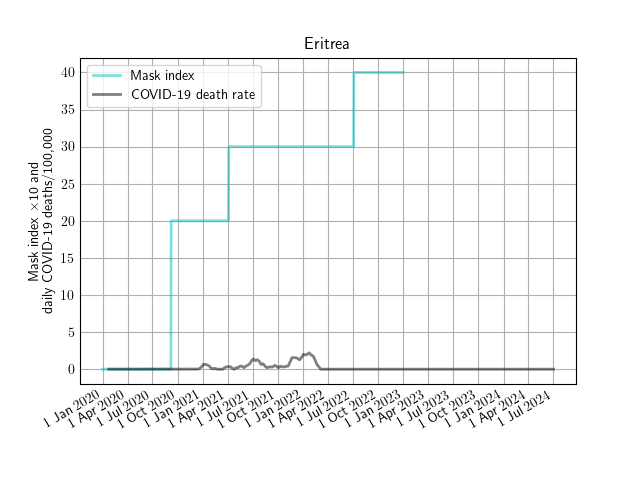 Eritrea
Mask index
COVID-19 death rate
Mask index ×10 and
daily COVID-19 deaths/100,000
40
35
30
25
20
15
10
5
0
1 Jan 2020
1 Apr 2020
1 Jul 2020
1 Oct 2020
1 Jan 2021
1 Apr 2021
1 Jul 2021
1 Oct 2021
1 Jan 2022
1 Apr 2022
1 Jul 2022
1 Oct 2022
1 Jan 2023
1 Apr 2023
1 Jul 2023
1 Oct 2023
1 Jan 2024
1 Apr 2024
1 Jul 2024